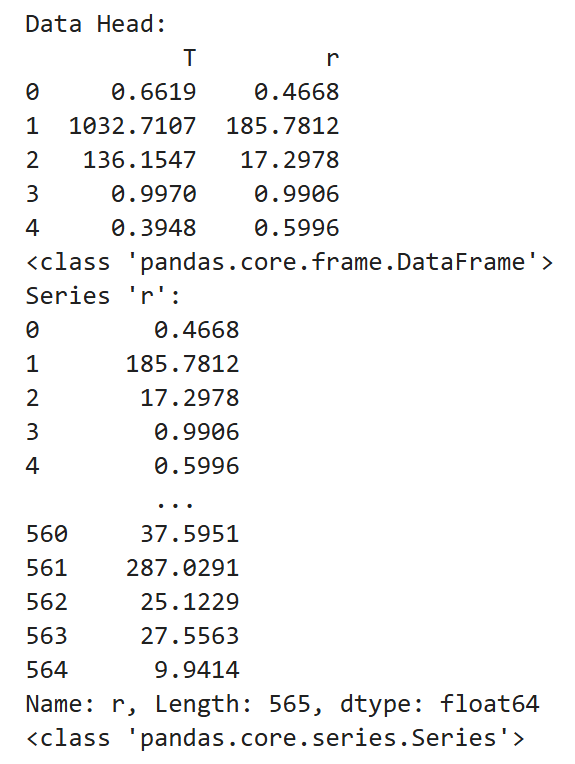 Data Head:
T r
0 0.6619 0.4668
1 1032.7107 185.7812
2 136.1547 17.2978
3 0.9970 0.9906
4 0.3948 0.5996
<class 'pandas.core.frame.DataFrame'>
Series 'r':
0 0.4668
1 185.7812
2 17.2978
3 0.9906
4 0.5996
...
560 37.5951
561 287.0291
562 25.1229
563 27.5563
564 9.9414
Name: r, Length: 565, dtype: float64
<class 'pandas.core.series.Series'>